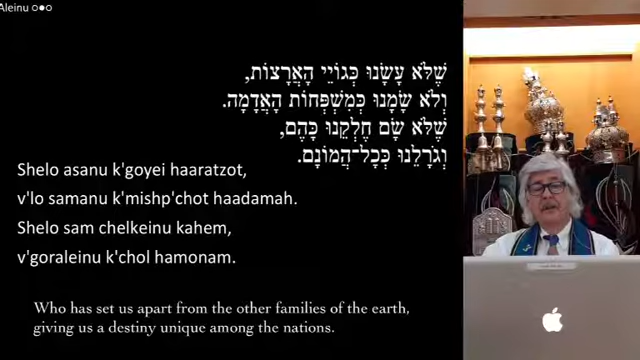 Aleinu
שֶׁלֹּא עָשָׂנוּ כְּגוֹיֵי הָאֲרָצוֹת,
וְלֹא שָׂמָנוּ כְּמִשְׁפְּחוֹת הָאֲדָמָה.
שֶׁלֹּא שָׂם חֶלְקֵנוּ כָּהֶם,
וְגֹרָלֵנוּ כְּכָל־הֲמוֹנָם.
Shelo asanu k'goyei haaratzot,
v'lo samanu k'mishp'chot haadamah.
Shelo sam chelkeinu kahem,
v'goraleinu k'chol hamonam.
Who has set us apart from the other families of the earth,
giving us a destiny unique among the nations.